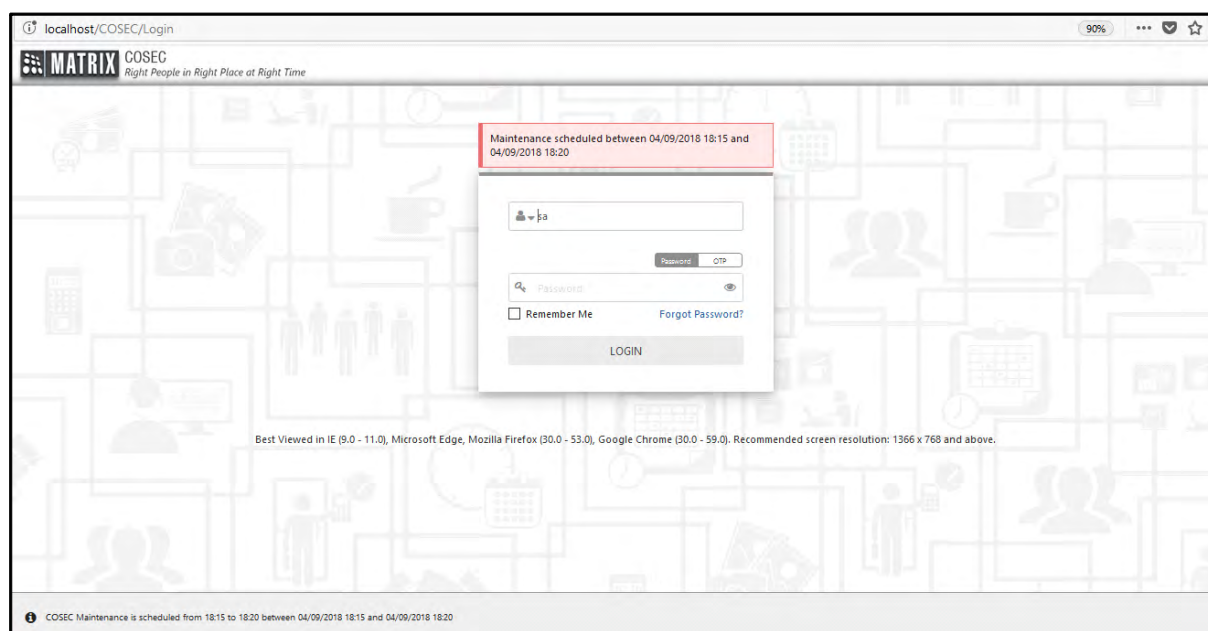 localhost/COSEC/Login
90%
MATRIX COSEC
Right People in Right Place at Right Time
Maintenance scheduled between 04/09/2018 18:15 and
04/09/2018 18:20
sa
Password OTP
Password
Remember Me Forgot Password?
LOGIN
Best Viewed in IE (9.0 - 11.0), Microsoft Edge, Mozilla Firefox (30.0 - 53.0), Google Chrome (30.0 - 59.0). Recommended screen resolution: 1366 x 768 and above.
COSEC Maintenance is scheduled from 18:15 to 18:20 between 04/09/2018 18:15 and 04/09/2018 18:20